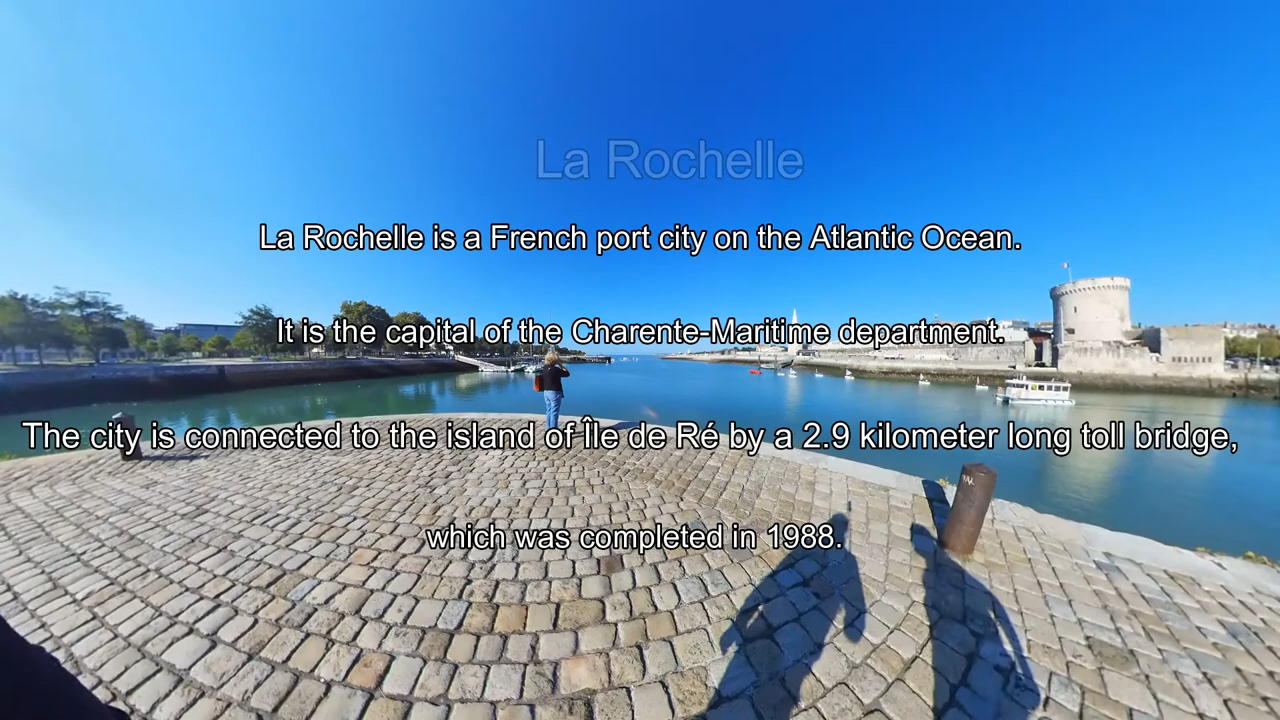 La Rochelle
La Rochelle is a French port city on the Atlantic Ocean.
It is the capital of the Charente-Maritime department.
The city is connected to the island of Île de Ré by a 2.9 kilometer long toll bridge,
which was completed in 1988.